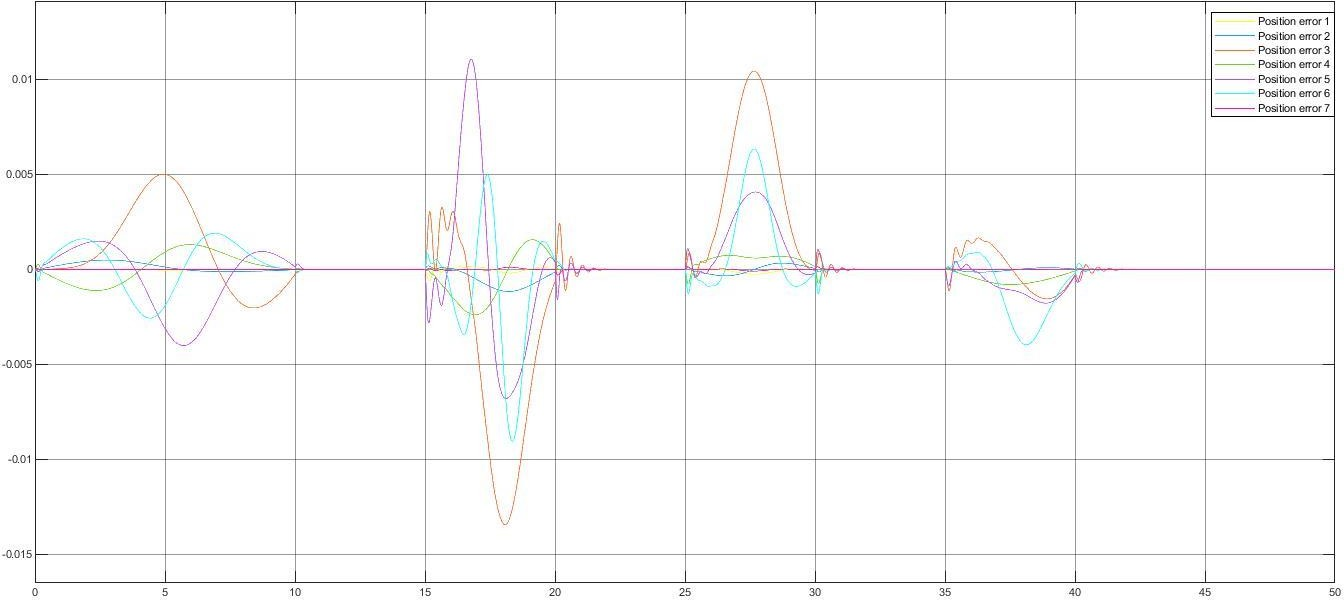 Position error 1
Position error 2
Position error 3
Position error 4
Position error 5
Position error 6
Position error 7
0.01
0.005
0
-0.005
-0.01
-0.015
0 5 10 15 20 25 30 35 40 45 50